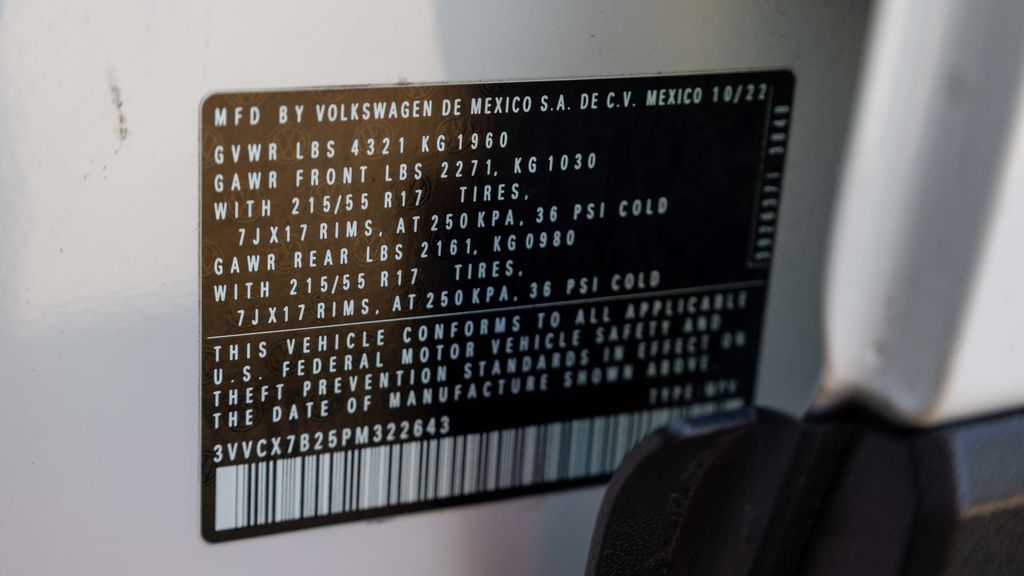 MFD BY VOLKSWAGEN DE MEXICO S.A. DE C.V. MEXICO 10/22
GVWR LBS 4321 KG 1960
GAWR FRONT LBS 2271, KG 1030
WITH 215/55 R17 TIRES,
7JX17 RIMS, AT 250 KPA, 36 PSI COLD
GAWR REAR LBS 2161, KG0980
WITH 215/55 R17 TIRES.
7JX17 RIMS, AT 250 KPA, 36 PSI COLD
THIS VEHICLE CONFORMS TO ALL APPLICABLE
U.S. FEDERAL MOTOR VEHICLE SAFETY AND
THEFT PREVENTION STANDARDS IN EFFECT ON
THE DATE OF MANUFACTURE SHOWN ABOVE.
TYPE:
3VVCX7B25PM322643